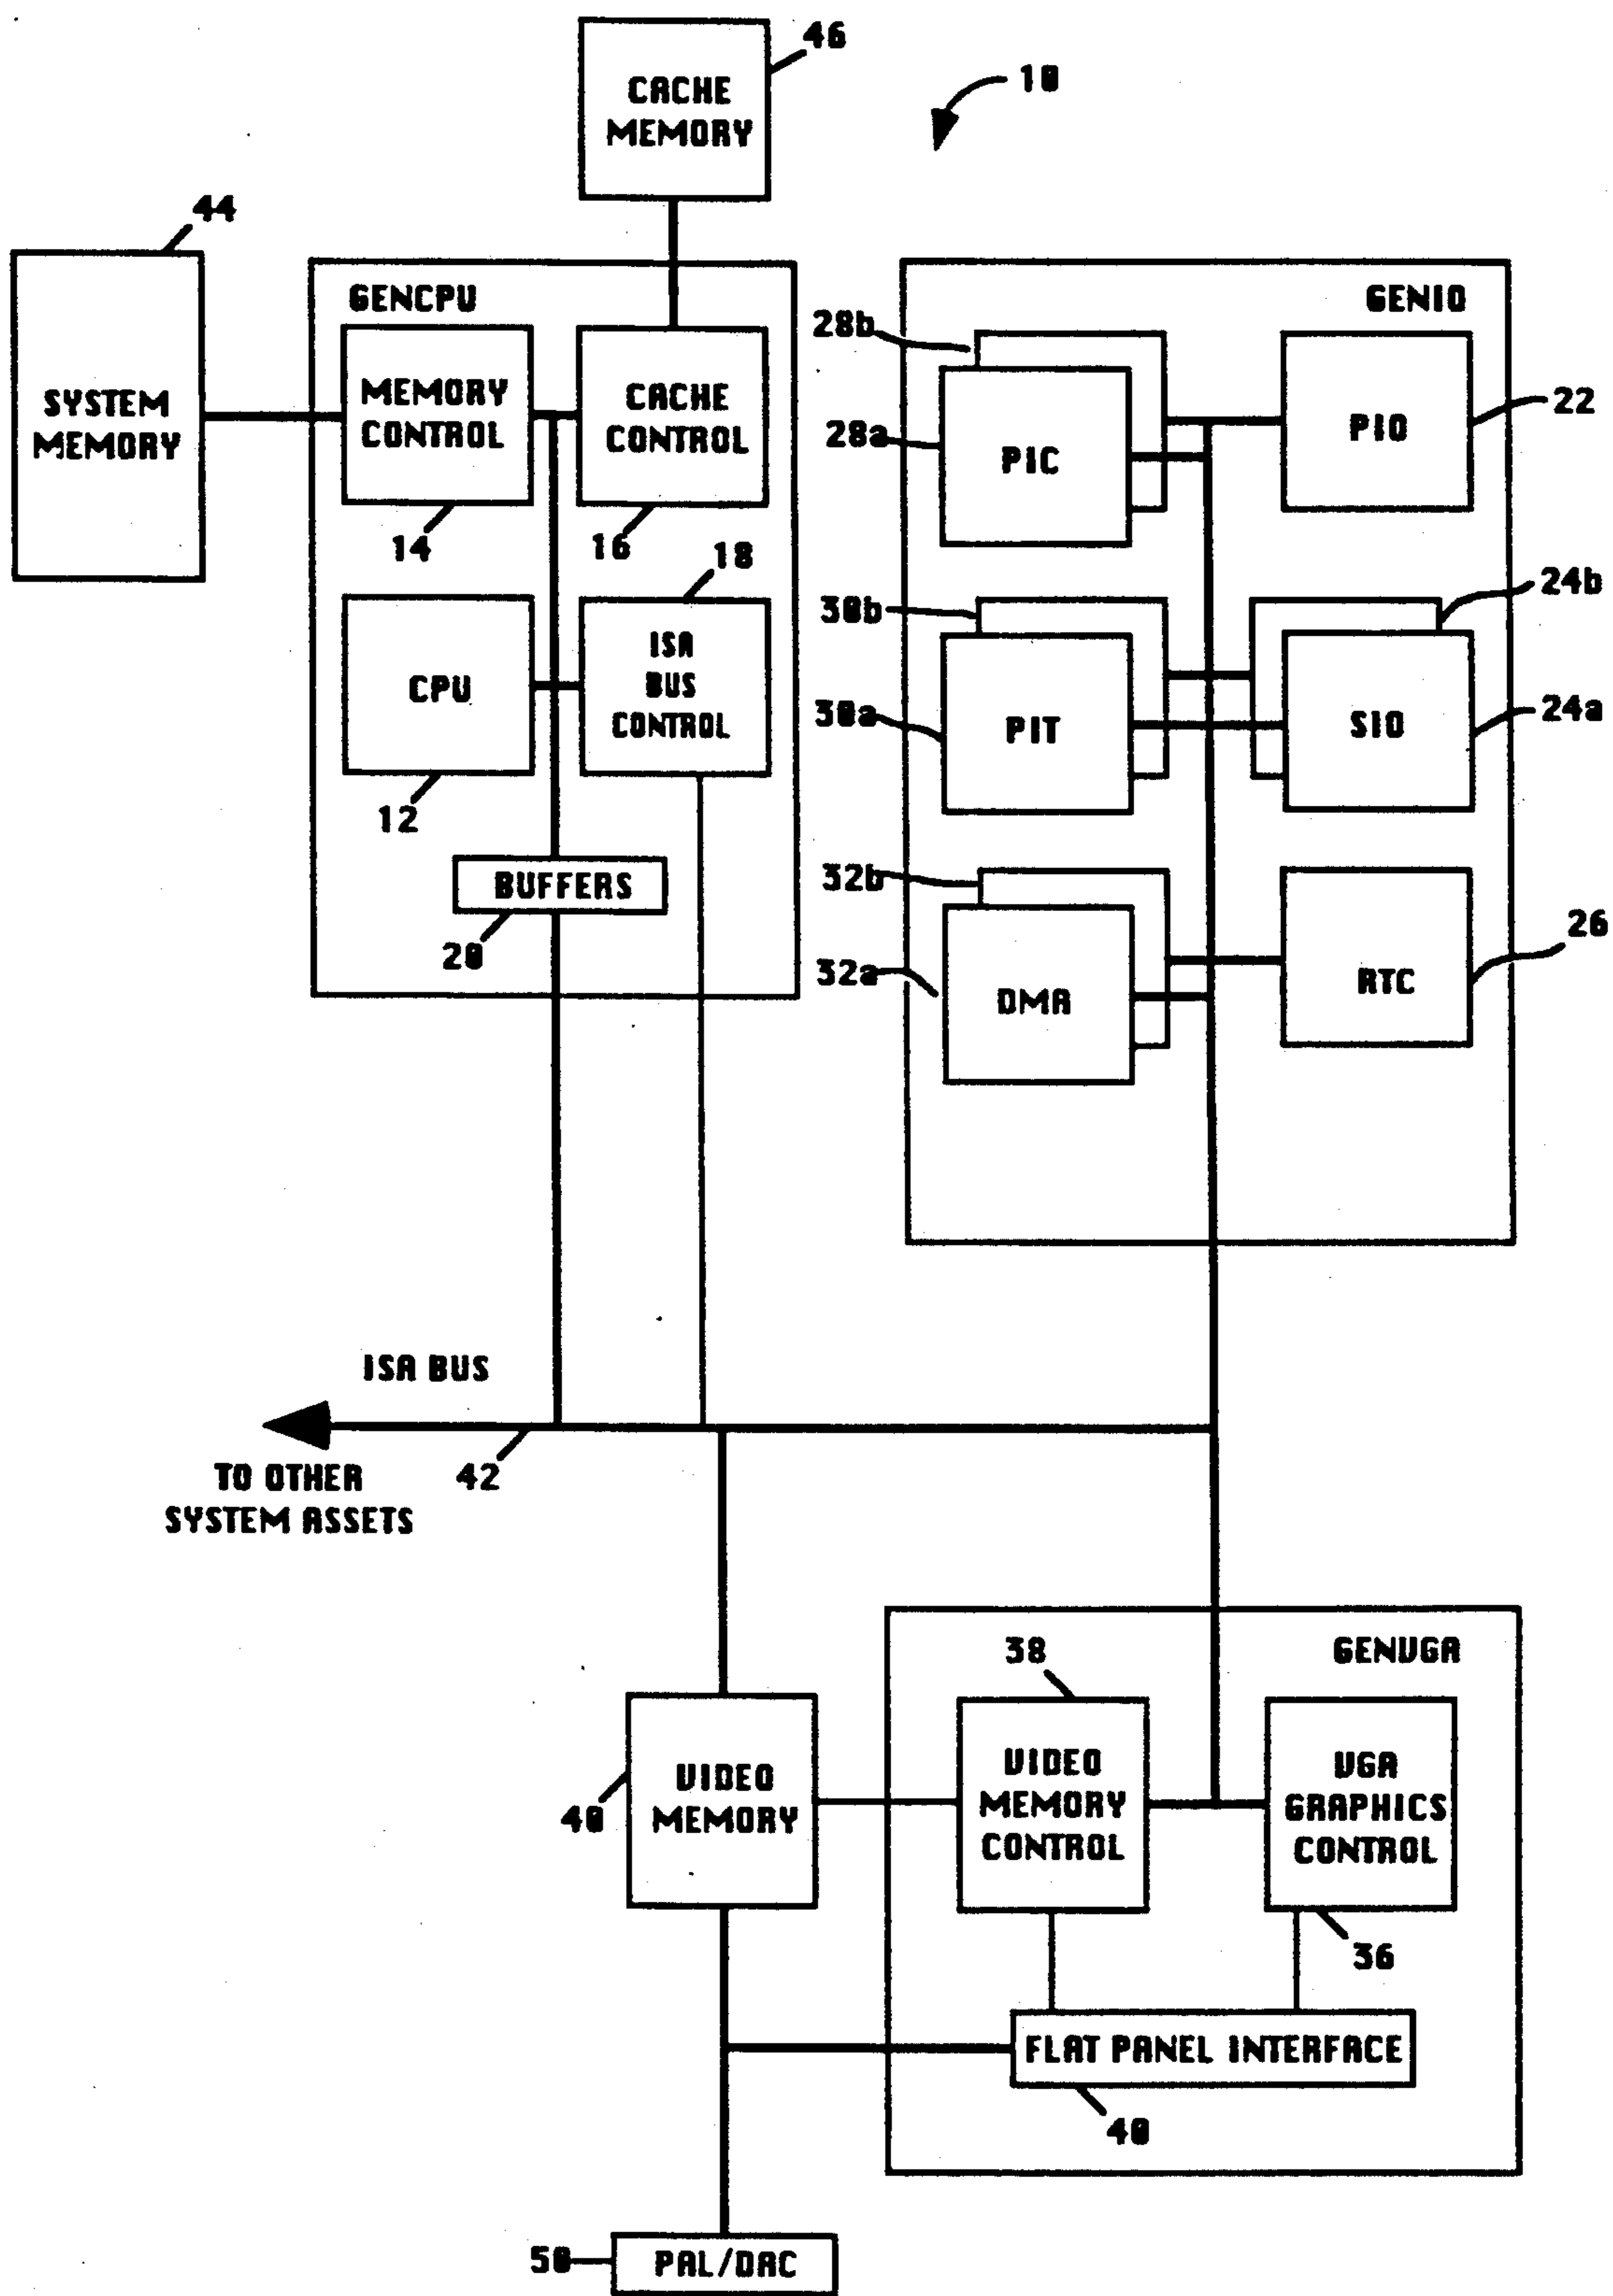 46
CACHE
MEMORY
10
44
SYSTEM
MEMORY
GENCPU
MEMORY
CONTROL
14
CACHE
CONTROL
16
18
CPU
12
ISA
BUS
CONTROL
BUFFERS
20
GENIO
28b
28a
PIC
PIO
22
30b
30a
PIT
24b
SIO
24a
32b
32a
DMA
RTC
26
ISA BUS
42
TO OTHER
SYSTEM ASSETS
GENVGA
38
VIDEO
MEMORY
40
VIDEO
MEMORY
CONTROL
VGA
GRAPHICS
CONTROL
36
FLAT PANEL INTERFACE
40
50
PAL/DAC